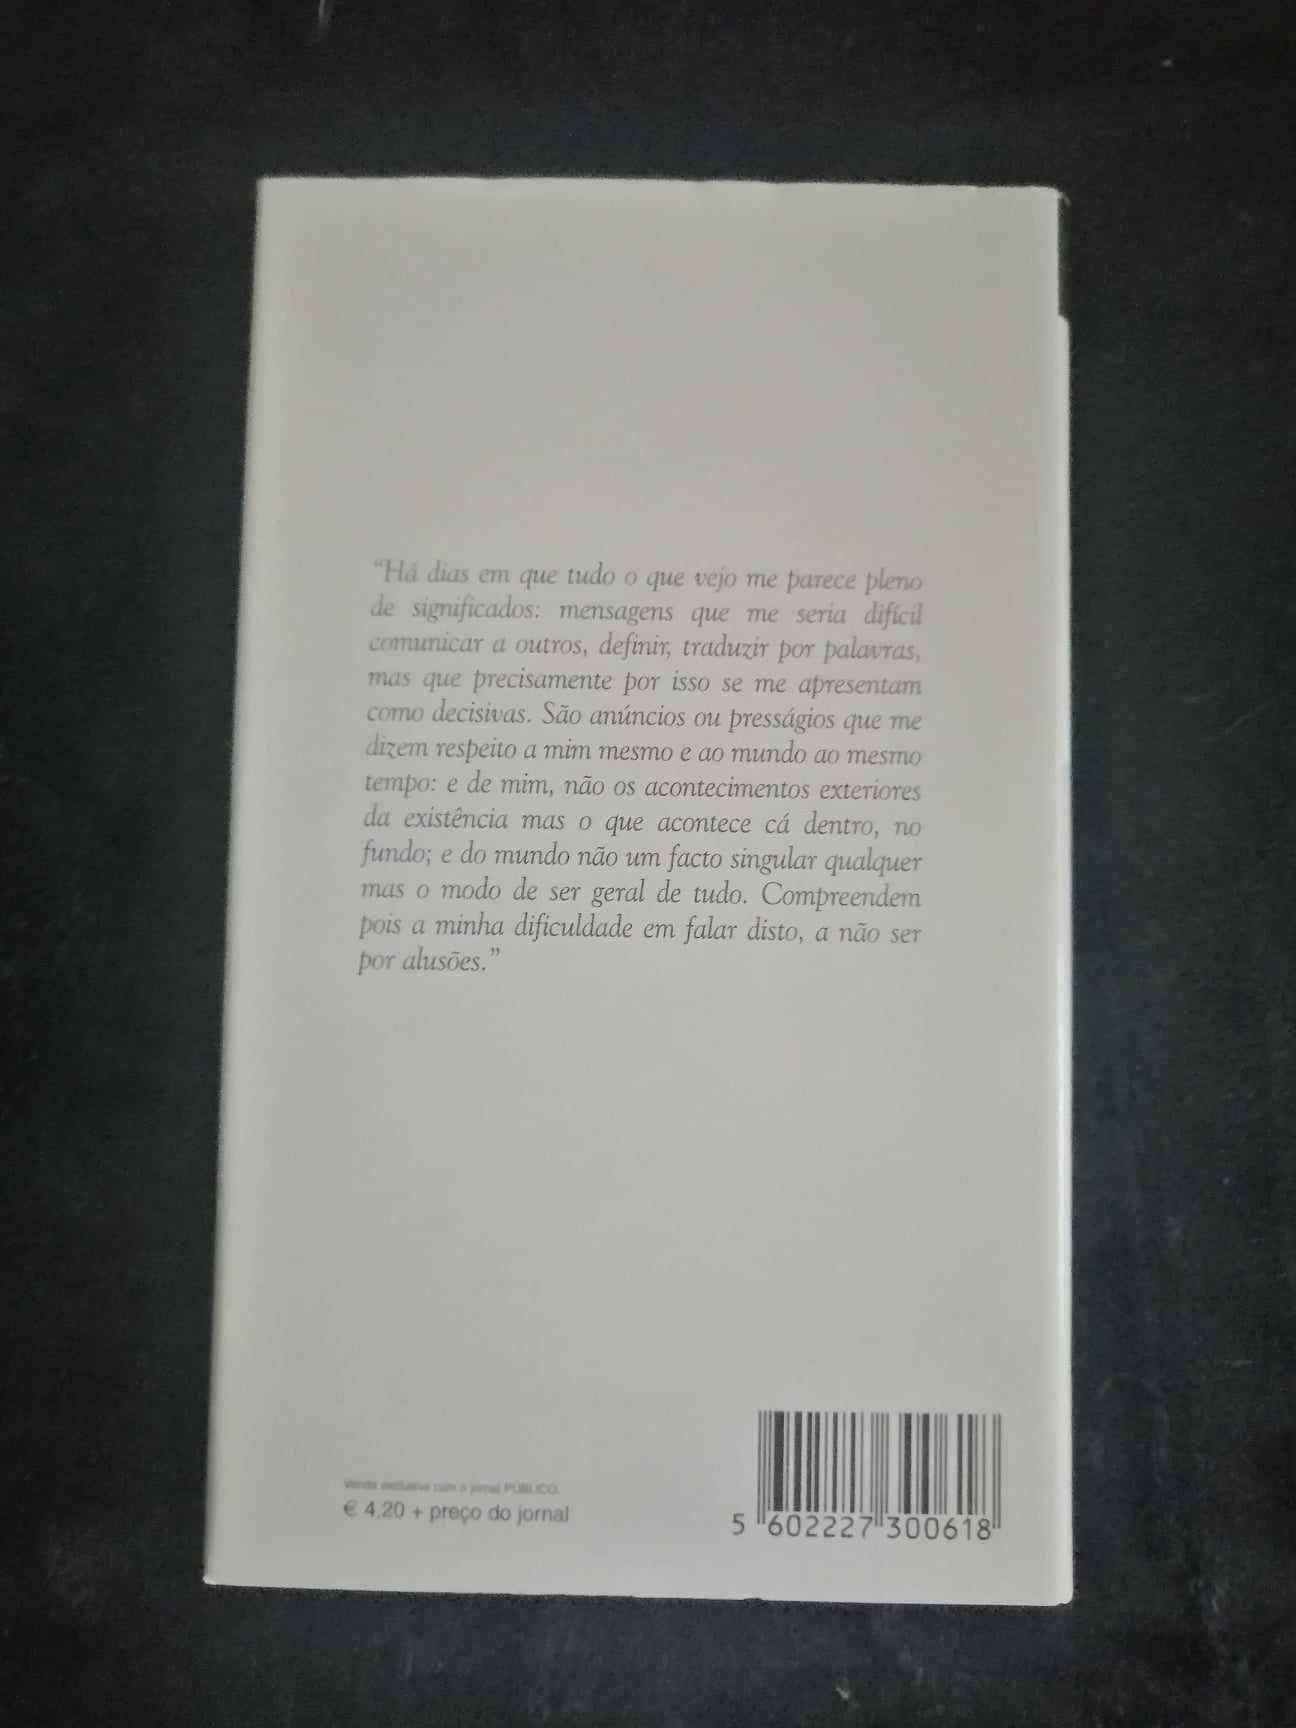 “Há dias em que tudo o que vejo me parece pleno
de significados: mensagens que me seria difícil
comunicar a outros, definir, traduzir por palavras,
mas que precisamente por isso se me apresentam
como decisivas. São anúncios ou presságios que me
dizem respeito a mim mesmo e ao mundo ao mesmo
tempo: e de mim, não os acontecimentos exteriores
da existência mas o que acontece cá dentro, no
fundo; e do mundo não um facto singular qualquer
mas o modo de ser geral de tudo. Compreendem
pois a minha dificuldade em falar disto, a não ser
por alusões.”
Venda exclusiva com o jornal PÚBLICO.
€ 4,20 + preço do jornal
5 602227 300618